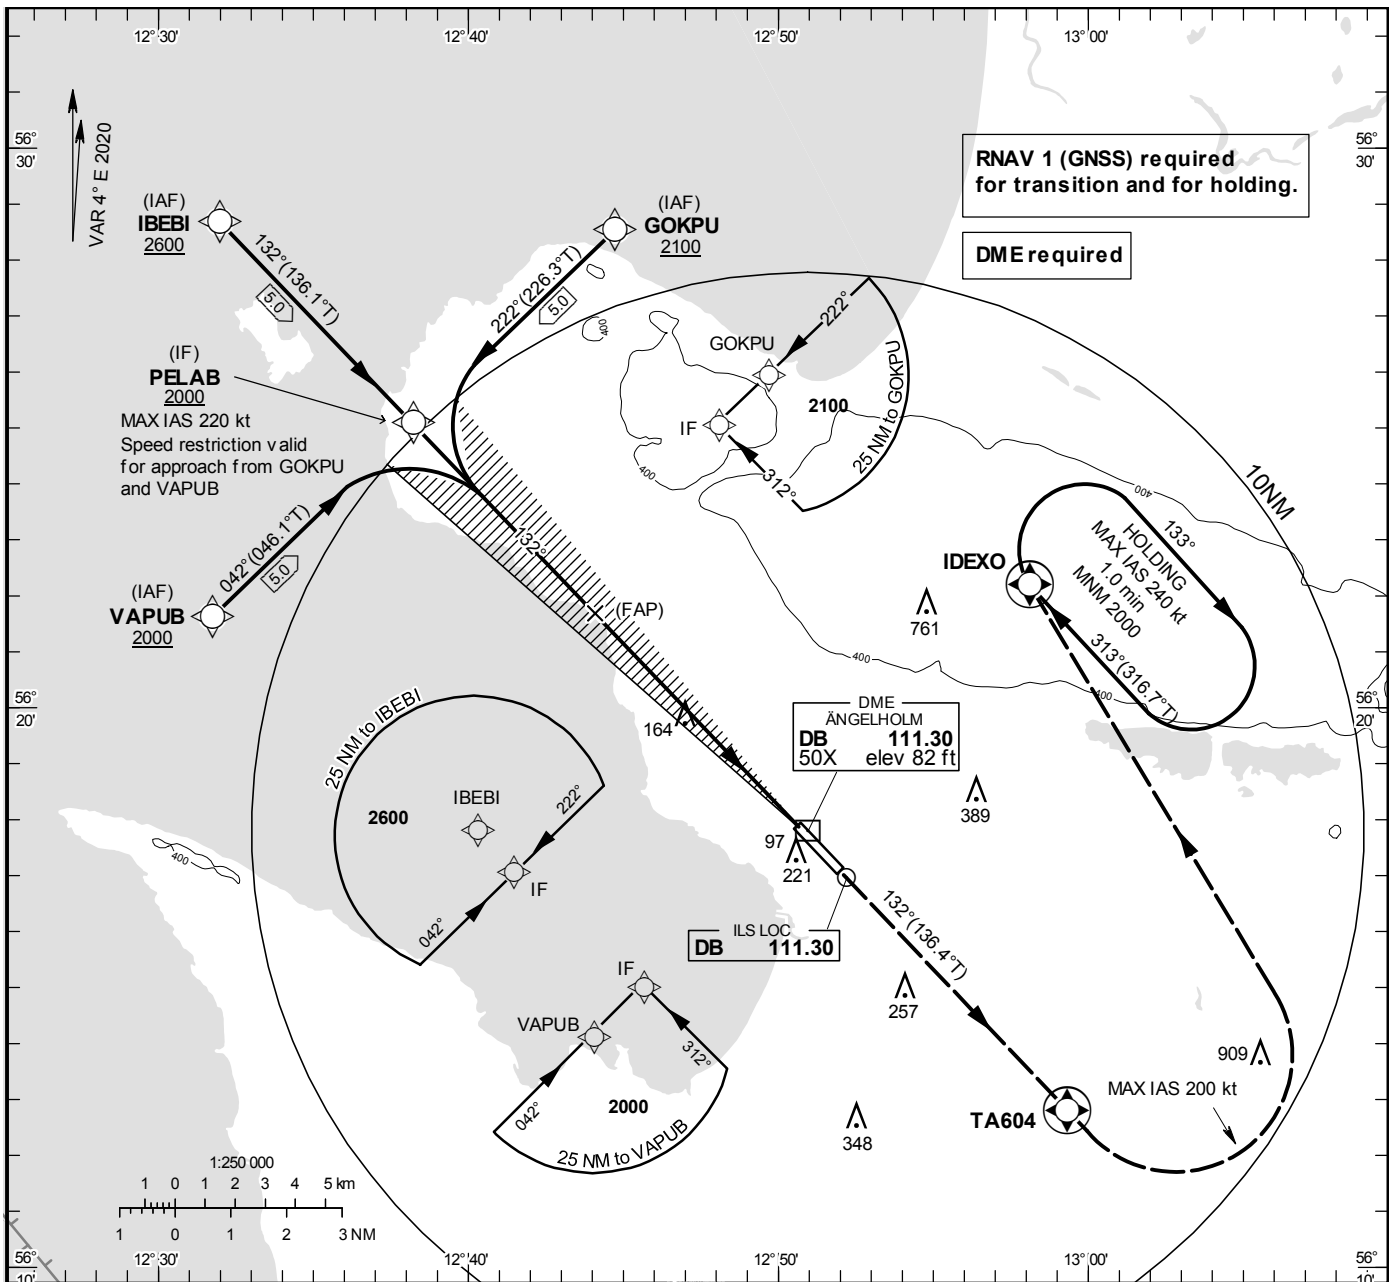 12° 30'
12° 40'
12° 50'
13° 00'
56°
30'
56°
30'
VAR 4° E 2020
RNAV 1 (GNSS) required
for transition and for holding.
DME required
(IAF)
IBEBI
2600
132°(136.1°T)
5.0
(IAF)
GOKPU
2100
222°(226.3°T)
5.0
400
GOKPU
222°
2100
25 NM to GOKPU
IF
312°
400
(IF)
PELAB
2000
MAX IAS 220 kt
Speed restriction valid
for approach from GOKPU
and VAPUB
10NM
400
132°
133°
HOLDING
MAX IAS 240 kt
1.0 min
MNM 2000
313°(316.7°T)
IDEXO
042°(046.1°T)
5.0
(IAF)
VAPUB
2000
(FAP)
761
400
400
56°
20'
56°
20'
25 NM to IBEBI
164
DME
ÄNGELHOLM
DB 111.30
50X elev 82 ft
IBEBI
2600
222°
IF
042°
389
97
221
400
ILS LOC
DB 111.30
132°(136.4°T)
IF
VAPUB
312°
042°
2000
25 NM to VAPUB
257
909
MAX IAS 200 kt
TA604
348
1:250 000
1 0 1 2 3 4 5 km
1 0 1 2 3 NM
12° 30'
12° 40'
12° 50'
13° 00'
56°
10'
56°
10'